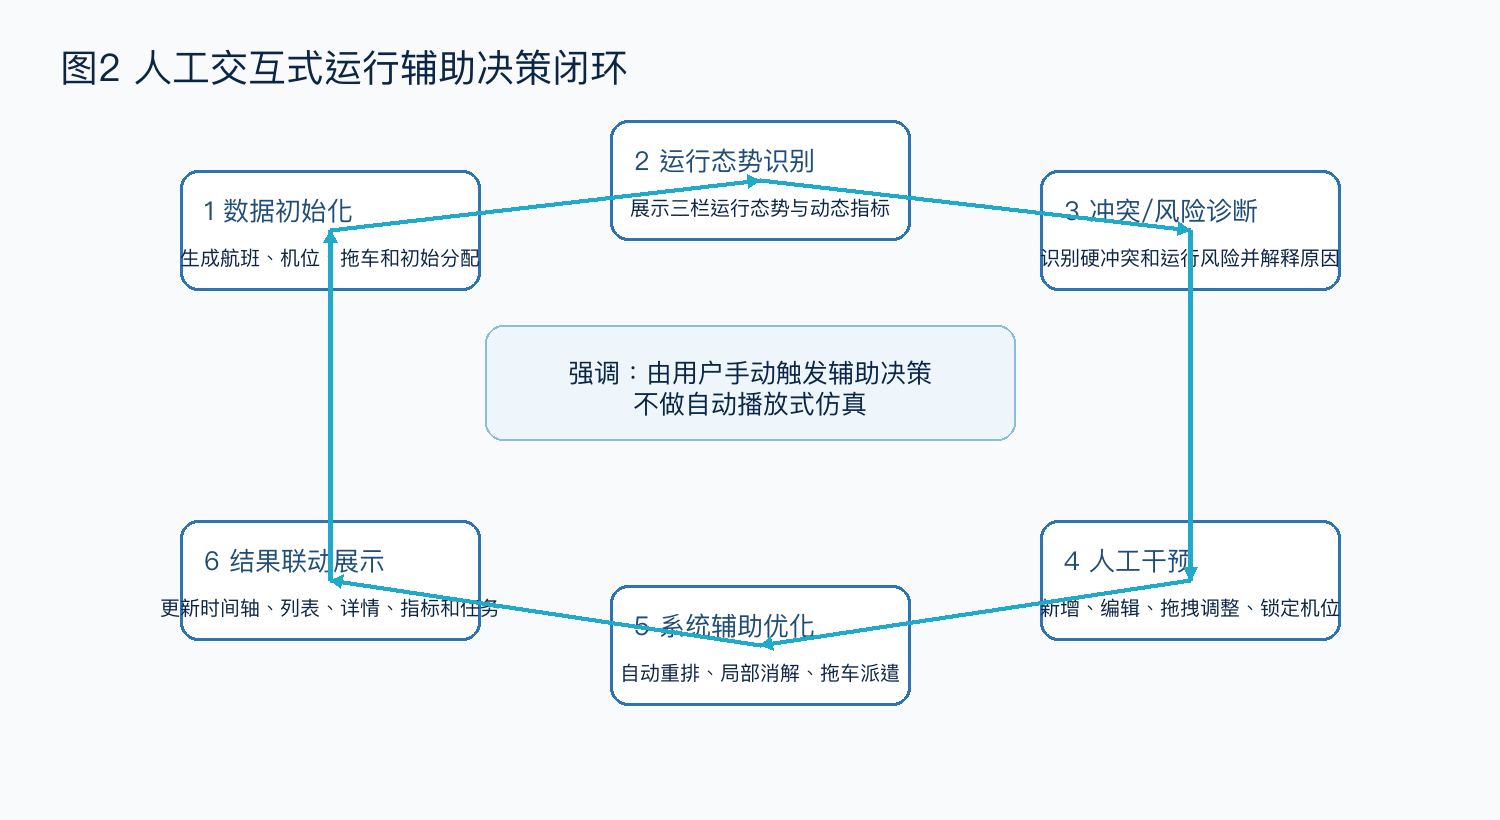 图2 人工交互式运行辅助决策闭环
1 数据初始化
生成航班、机位、拖车和初始分配
2 运行态势识别
展示三栏运行态势与动态指标
3 冲突/风险诊断
识别硬冲突和运行风险并解释原因
强调：由用户手动触发辅助决策
不做自动播放式仿真
4 人工干预
新增、编辑、拖拽调整、锁定机位
5 系统辅助优化
自动重排、局部消解、拖车派遣
6 结果联动展示
更新时间轴、列表、详情、指标和任务